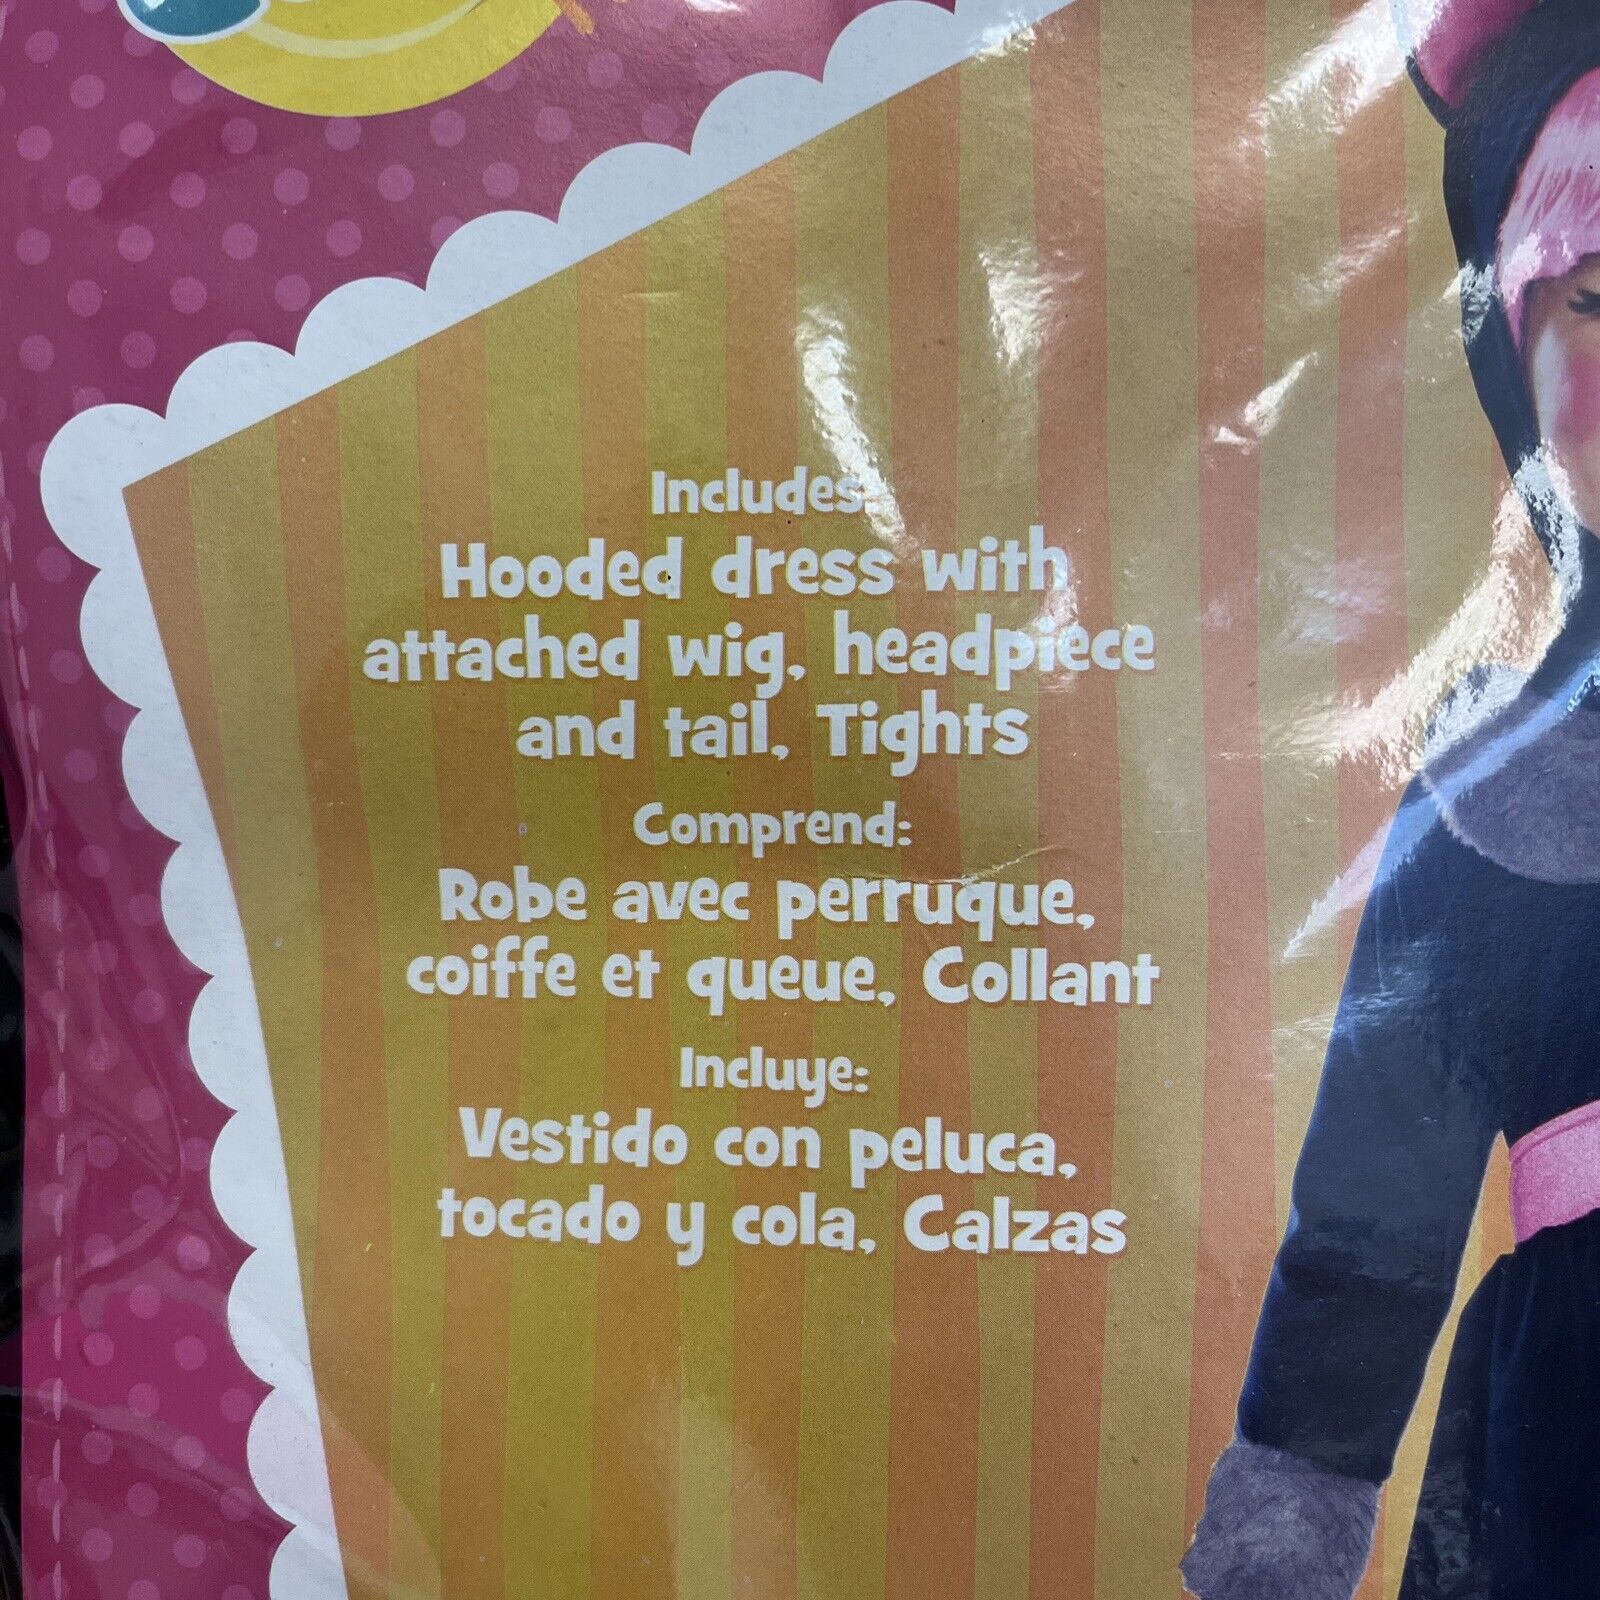 Includes:
Hooded dress with
attached wig, headpiece
and tail, Tights
Comprend:
Robe avec perruque,
coiffe et queue, Collant
Incluye:
Vestido con peluca,
tocado y cola, Calzas